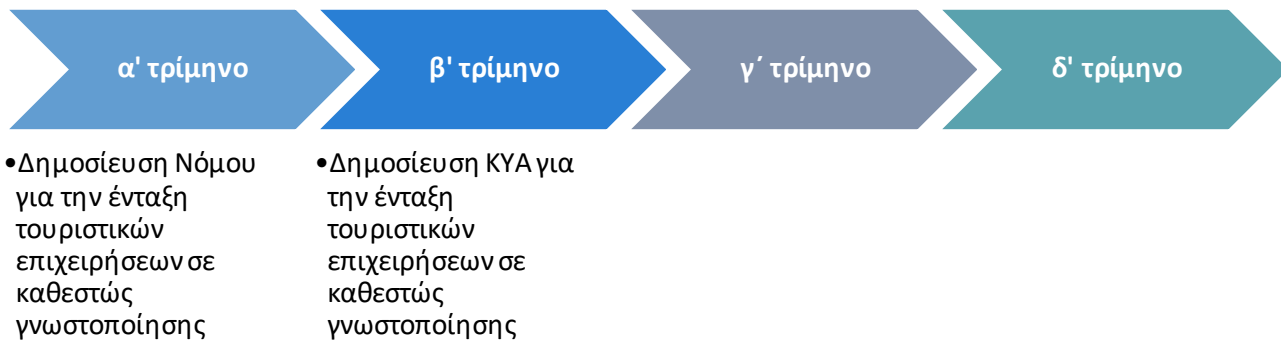 α' τρίμηνο
β' τρίμηνο
γ΄ τρίμηνο
δ' τρίμηνο
•Δημοσίευση Νόμου
για την ένταξη
τουριστικών
επιχειρήσεων σε
καθεστώς
γνωστοποίησης
•Δημοσίευση ΚΥΑ για
την ένταξη
τουριστικών
επιχειρήσεων σε
καθεστώς
γνωστοποίησης